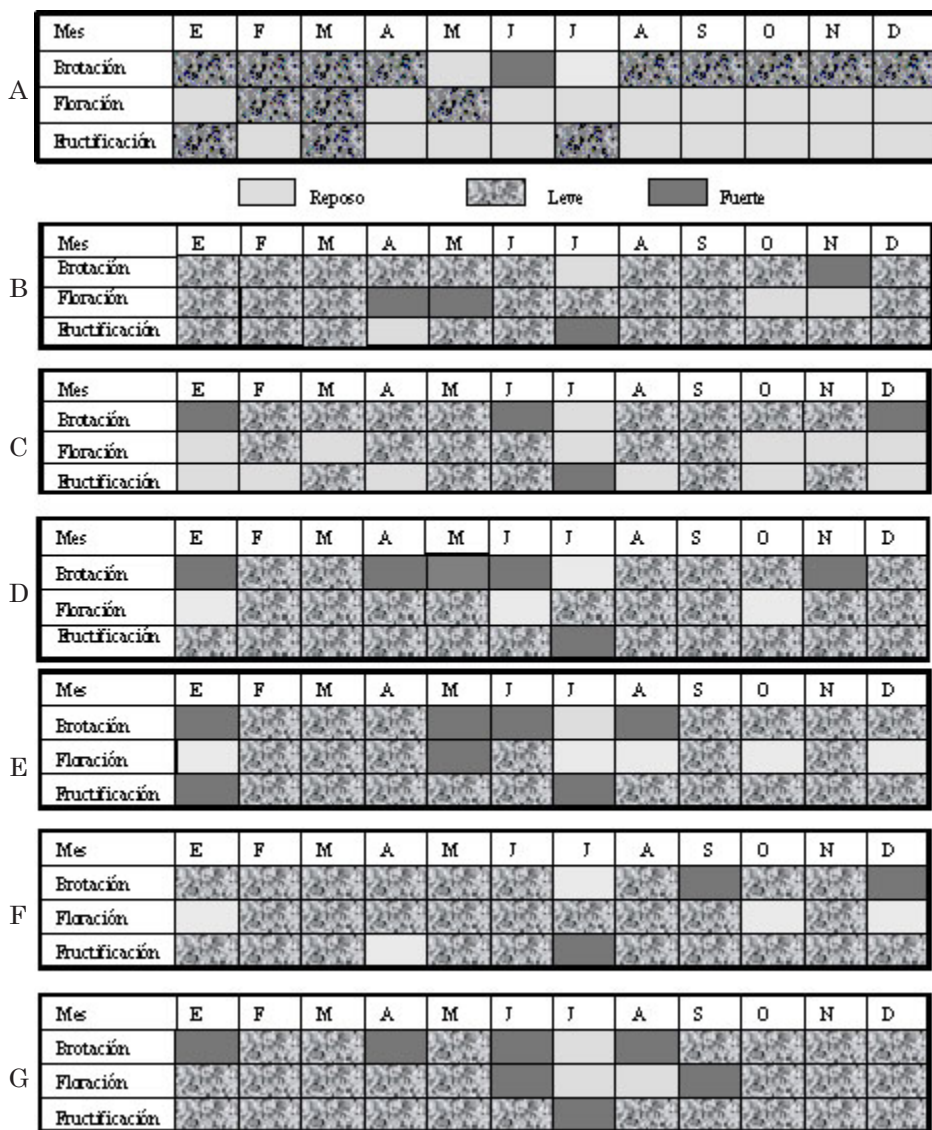 Mes E F M A M J J A S O N D
Brotación
A
Floración
Fructificación
Reposo Leve Fuerte
Mes E F M A M J J A S O N D
Brotación
B
Floración
Fructificación
Mes E F M A M J J A S O N D
Brotación
C
Floración
Fructificación
Mes E F M A M J J A S O N D
Brotación
D
Floración
Fructificación
Mes E F M A M J J A S O N D
Brotación
E
Floración
Fructificación
Mes E F M A M J J A S O N D
Brotación
F
Floración
Fructificación
Mes E F M A M J J A S O N D
Brotación
G
Floración
Fructificación